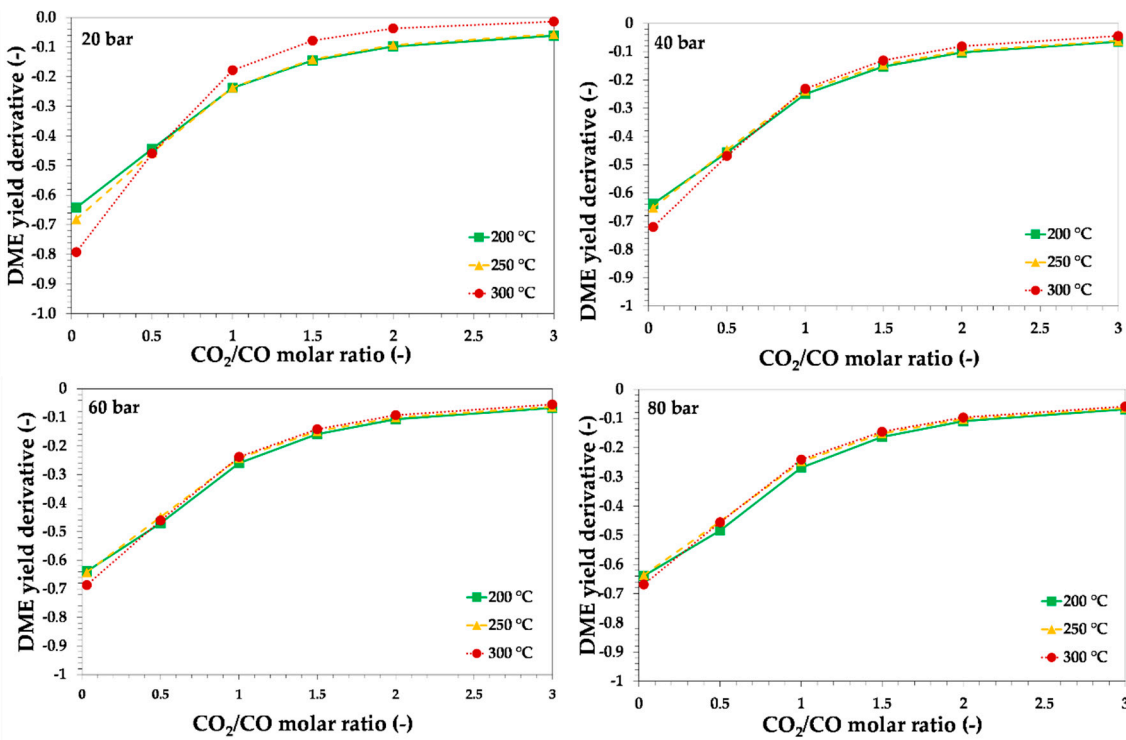 20 bar
DME yield derivative (-)
0.0
-0.1
-0.2
-0.3
-0.4
-0.5
-0.6
-0.7
-0.8
-0.9
-1.0
200 °C
250 °C
300 °C
0 0.5 1 1.5 2 2.5 3
CO₂/CO molar ratio (-)
40 bar
DME yield derivative (-)
0
-0.1
-0.2
-0.3
-0.4
-0.5
-0.6
-0.7
-0.8
-0.9
-1
200 °C
250 °C
300 °C
0 0.5 1 1.5 2 2.5 3
CO₂/CO molar ratio (-)
60 bar
DME yield derivative (-)
0
-0.1
-0.2
-0.3
-0.4
-0.5
-0.6
-0.7
-0.8
-0.9
-1
200 °C
250 °C
300 °C
0 0.5 1 1.5 2 2.5 3
CO₂/CO molar ratio (-)
80 bar
DME yield derivative (-)
0
-0.1
-0.2
-0.3
-0.4
-0.5
-0.6
-0.7
-0.8
-0.9
-1
200 °C
250 °C
300 °C
0 0.5 1 1.5 2 2.5 3
CO₂/CO molar ratio (-)